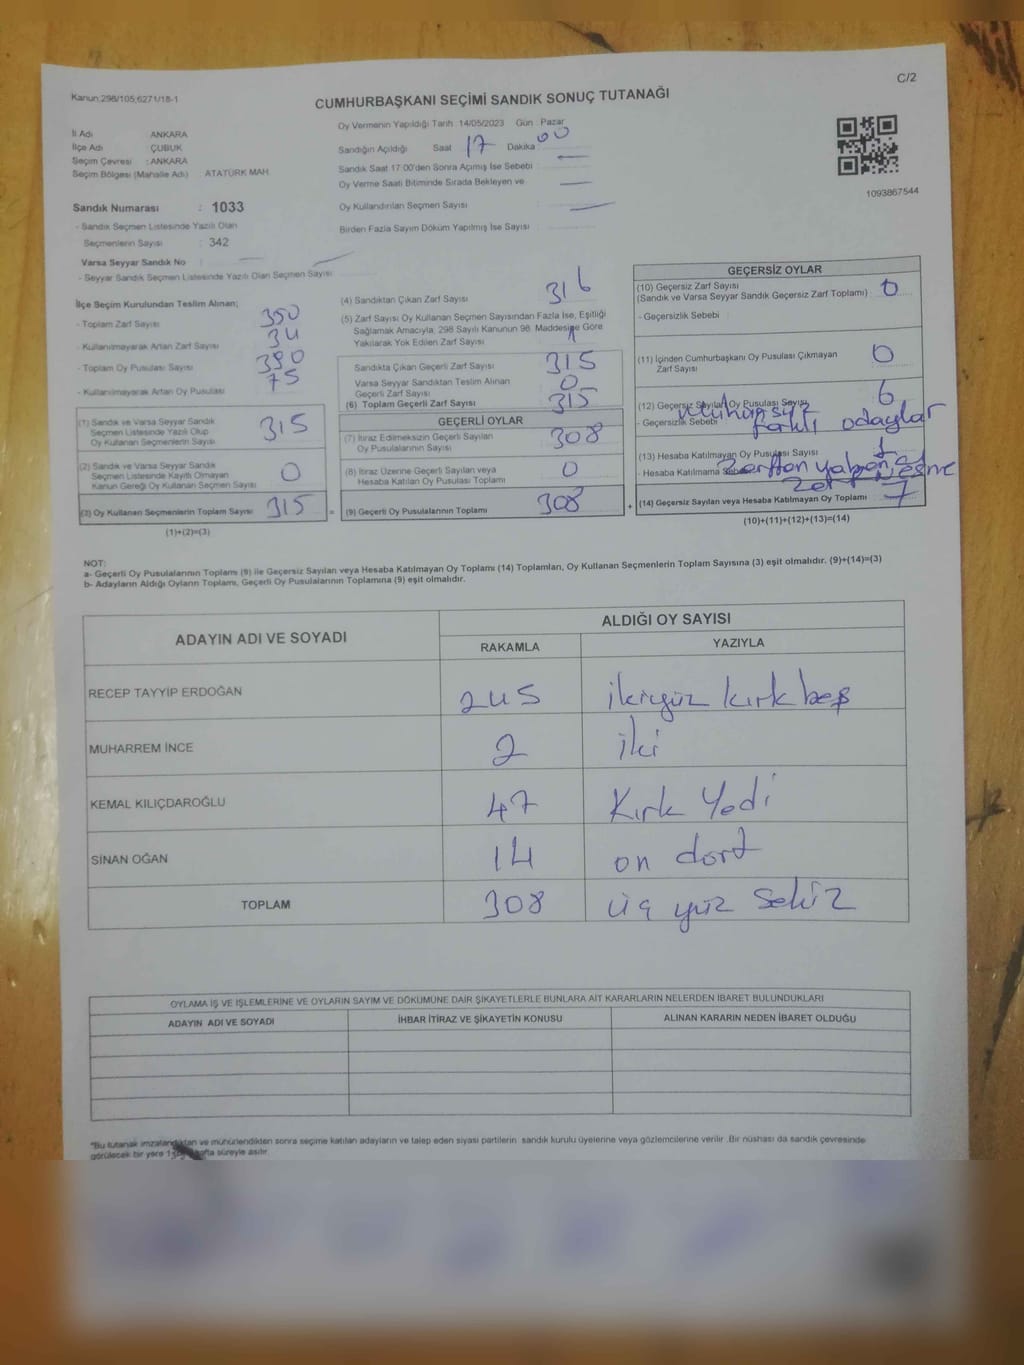 Kanun:298/105,6271/18-1
C/2
CUMHURBAŞKANI SEÇİMİ SANDIK SONUÇ TUTANAĞI
İl Adı ANKARA
İlçe Adı ÇUBUK
Seçim Çevresi : ANKARA
Seçim Bölgesi (Mahalle Adı) ATATÜRK MAH.
Oy Vermenin Yapıldığı Tarih :14/05/2023 Gün Pazar
Sandığın Açıldığı Saat 17 Dakika 00
Sandık Saat 17:00'den Sonra Açımış İse Sebebi
Oy Verme Saati Bitiminde Sırada Bekleyen ve
Oy Kullandırılan Seçmen Sayısı
Birden Fazla Sayım Döküm Yapılmış İse Sayısı
1093867544
Sandık Numarası : 1033
- Sandık Seçmen Listesinde Yazılı Olan
Seçmenlerin Sayısı : 342
Varsa Seyyar Sandık No
- Seyyar Sandık Seçmen Listesinde Yazılı Olan Seçmen Sayısı
İlçe Seçim Kurulundan Teslim Alınan;
- Toplam Zarf Sayısı 350
- Kullanılmayarak Artan Zarf Sayısı 34
- Toplam Oy Pusulası Sayısı 390
- Kullanılmayarak Artan Oy Pusulası 75
(1) Sandık ve Varsa Seyyar Sandık
Seçmen Listesinde Yazılı Olup
Oy Kullanan Seçmenlerin Sayısı 315
(2) Sandık ve Varsa Seyyar Sandık
Seçmen Listesinde Kayıtlı Olmayan
Kanun Gereği Oy Kullanan Seçmen Sayısı 0
(3) Oy Kullanan Seçmenlerin Toplam Sayısı 315
(1)+(2)=(3)
(4) Sandıktan Çıkan Zarf Sayısı 316
(5) Zarf Sayısı Oy Kullanan Seçmen Sayısından Fazla İse, Eşitliği
Sağlamak Amacıyla; 298 Sayılı Kanunun 98. Maddesine Göre
Yakılarak Yok Edilen Zarf Sayısı 1
Sandıkta Çıkan Geçerli Zarf Sayısı 315
Varsa Seyyar Sandıktan Teslim Alınan
Geçerli Zarf Sayısı 0
(6) Toplam Geçerli Zarf Sayısı 315
GEÇERLİ OYLAR
(7) İtiraz Edilmeksizin Geçerli Sayılan
Oy Pusulasının Sayısı 308
(8) İtiraz Üzerine Geçerli Sayılan veya
Hesaba Katılan Oy Pusulası Toplamı 0
= (9) Geçerli Oy Pusulalarının Toplamı 308 +
GEÇERSİZ OYLAR
(10) Geçersiz Zarf Sayısı
(Sandık ve Varsa Seyyar Sandık Geçersiz Zarf Toplamı) 0
- Geçersizlik Sebebi
(11) İçinden Cumhurbaşkanı Oy Pusulası Çıkmayan
Zarf Sayısı 0
(12) Geçersiz Sayılan Oy Pusulası Sayısı 6
- Geçersizlik Sebebi mühürsüz
farklı odaylar
(13) Hesaba Katılmayan Oy Pusulası Sayısı 1
- Hesaba Katılmama Sebebi zarftan yabancı
(14) Geçersiz Sayılan veya Hesaba Katılmayan Oy Toplamı 7
(10)+(11)+(12)+(13)=(14)
NOT:
a- Geçerli Oy Pusulalarının Toplamı (9) ile Geçersiz Sayılan veya Hesaba Katılmayan Oy Toplamı (14) Toplamları, Oy Kullanan Seçmenlerin Toplam Sayısına (3) eşit olmalıdır. (9)+(14)=(3)
b- Adayların Aldığı Oyların Toplamı, Geçerli Oy Pusulalarının Toplamına (9) eşit olmalıdır.
ADAYIN ADI VE SOYADI
ALDIĞI OY SAYISI
RAKAMLA YAZIYLA
RECEP TAYYİP ERDOĞAN 245 ikiyüz kırk beş
MUHARREM İNCE 2 iki
KEMAL KILIÇDAROĞLU 47 Kırk Yedi
SİNAN OĞAN 14 on dort
TOPLAM 308 üç yüz Sekiz
OYLAMA İŞ VE İŞLEMLERİNE VE OYLARIN SAYIM VE DÖKÜMÜNE DAİR ŞİKAYETLERLE BUNLARA AİT KARARLARIN NELERDEN İBARET BULUNDUKLARI
ADAYIN ADI VE SOYADI İHBAR İTİRAZ VE ŞİKAYETİN KONUSU ALINAN KARARIN NEDEN İBARET OLDUĞU
*Bu tutanak imzalandıktan ve mühürlendikten sonra seçime katılan adayların ve talep eden siyasi partilerin sandık kurulu üyelerine veya gözlemcilerine verilir. Bir nüshası da sandık çevresinde
görülecek bir yere 1 hafta süreyle asılır.